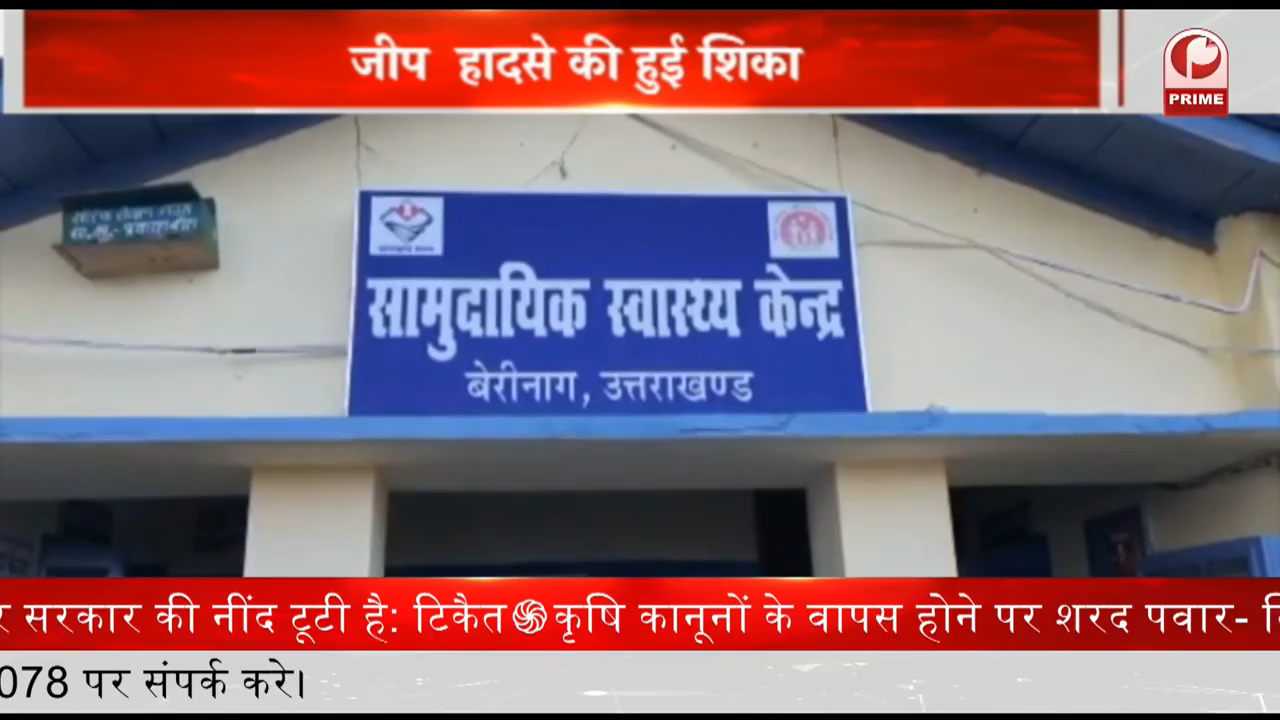 जीप हादसे की हुई शिका
PRIME
सामुदायिक स्वास्थ्य केन्द्र
बेरीनाग, उत्तराखण्ड
सरकार की नींद टूटी है: टिकैत कृषि कानूनों के वापस होने पर शरद पवार-
078 पर संपर्क करे।